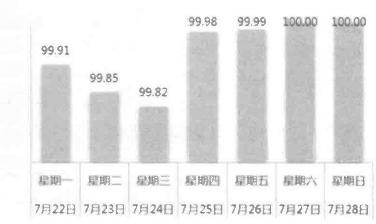 99.91 99.85 99.82 99.98 99.99 100.00 100.00
星期一 星期二 星期三 星期四 星期五 星期六 星期日
7月22日 7月23日 7月24日 7月25日 7月26日 7月27日 7月28日